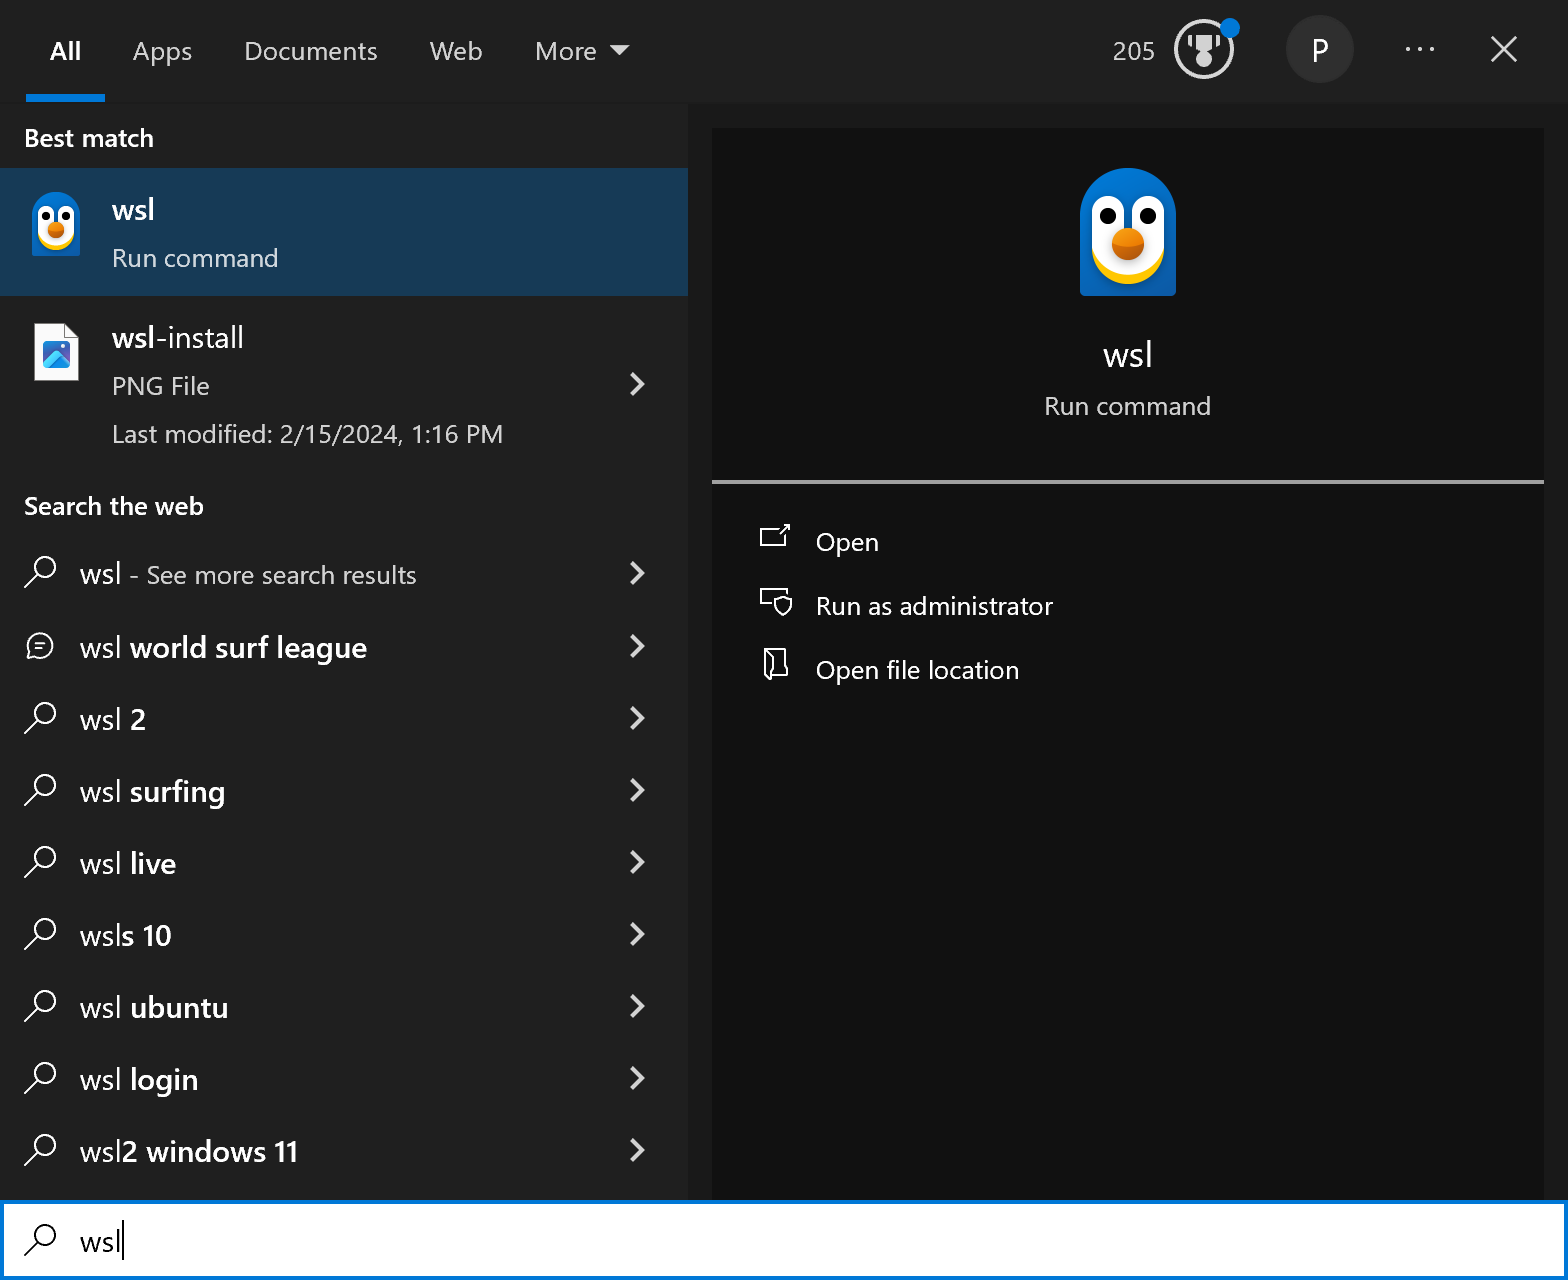 All Apps Documents Web More 205 P
Best match
wsl
Run command
wsl-install
PNG File
Last modified: 2/15/2024, 1:16 PM
Search the web
wsl - See more search results
wsl world surf league
wsl 2
wsl surfing
wsl live
wsls 10
wsl ubuntu
wsl login
wsl2 windows 11
wsl
Run command
Open
Run as administrator
Open file location
wsl